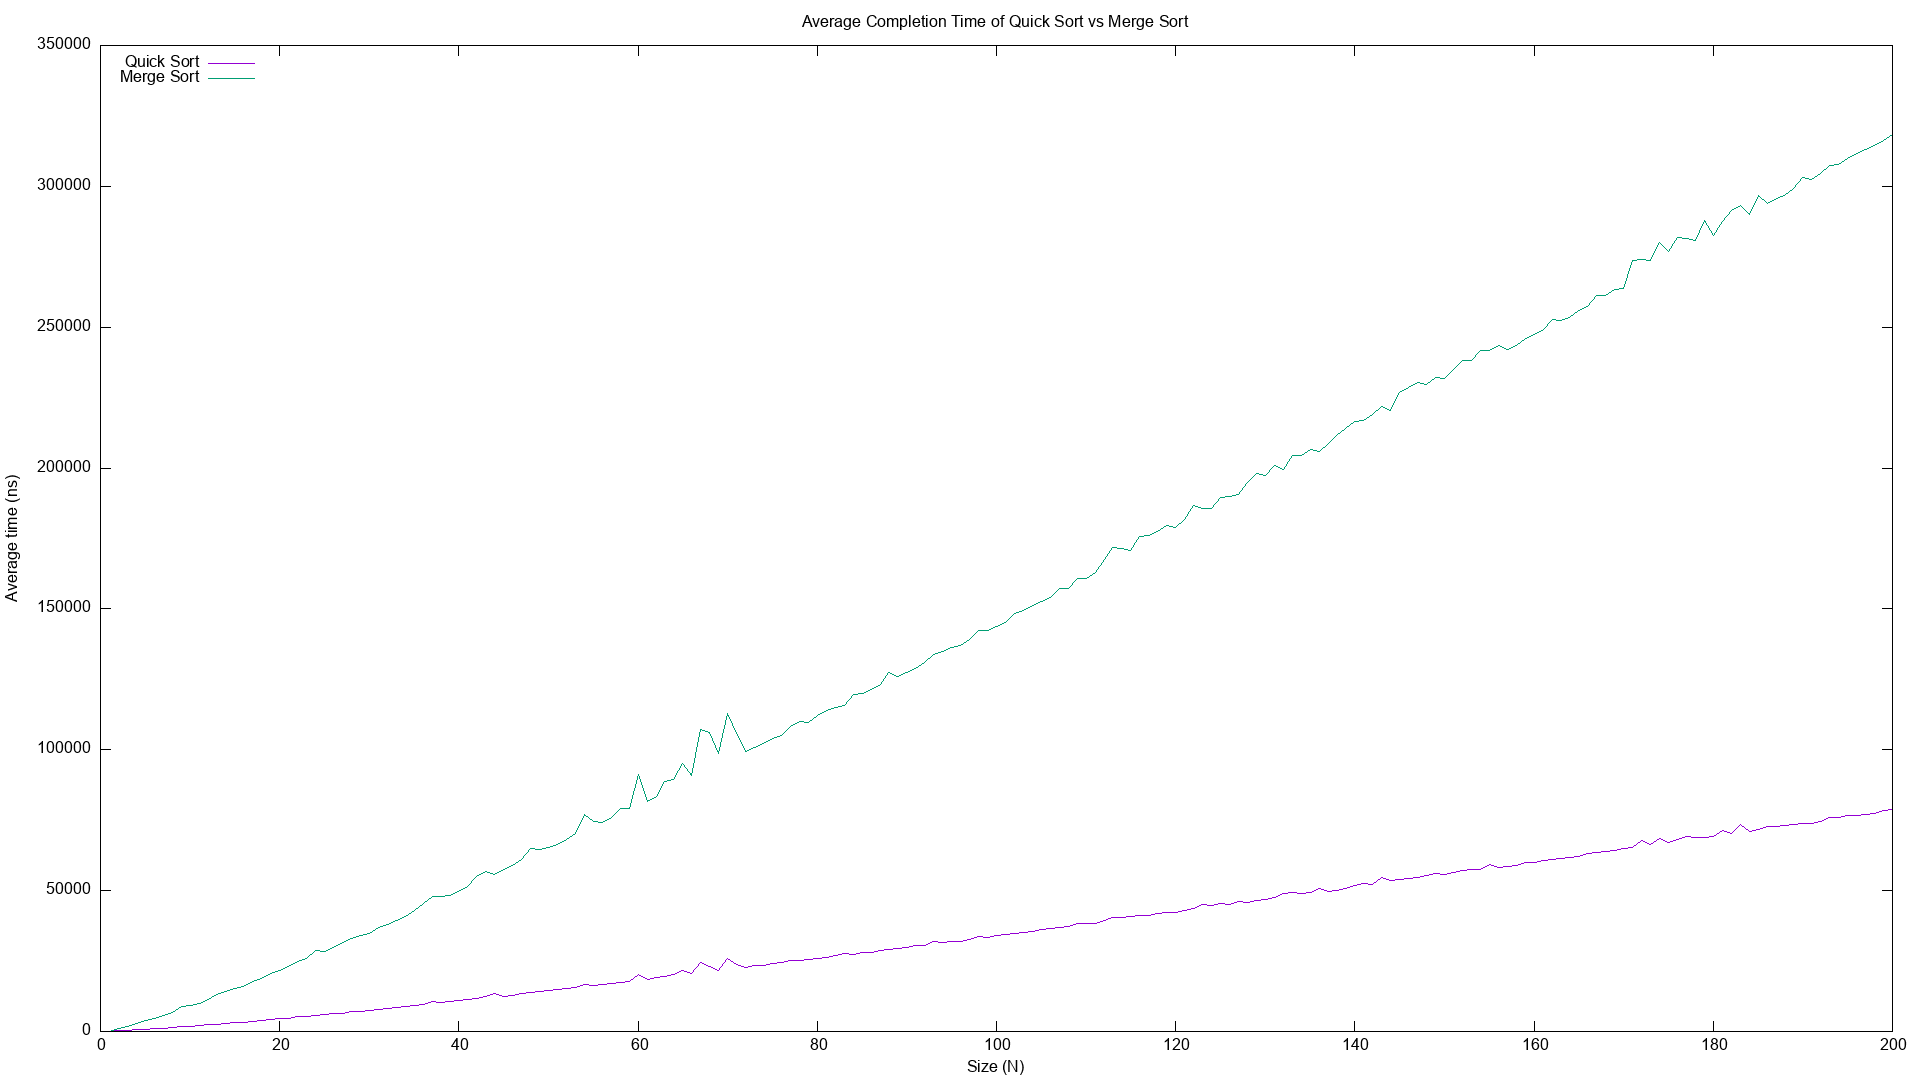 Average Completion Time of Quick Sort vs Merge Sort
350000
Quick Sort
Merge Sort
300000
250000
200000
Average time (ns)
150000
100000
50000
0
0 20 40 60 80 100 120 140 160 180 200
Size (N)